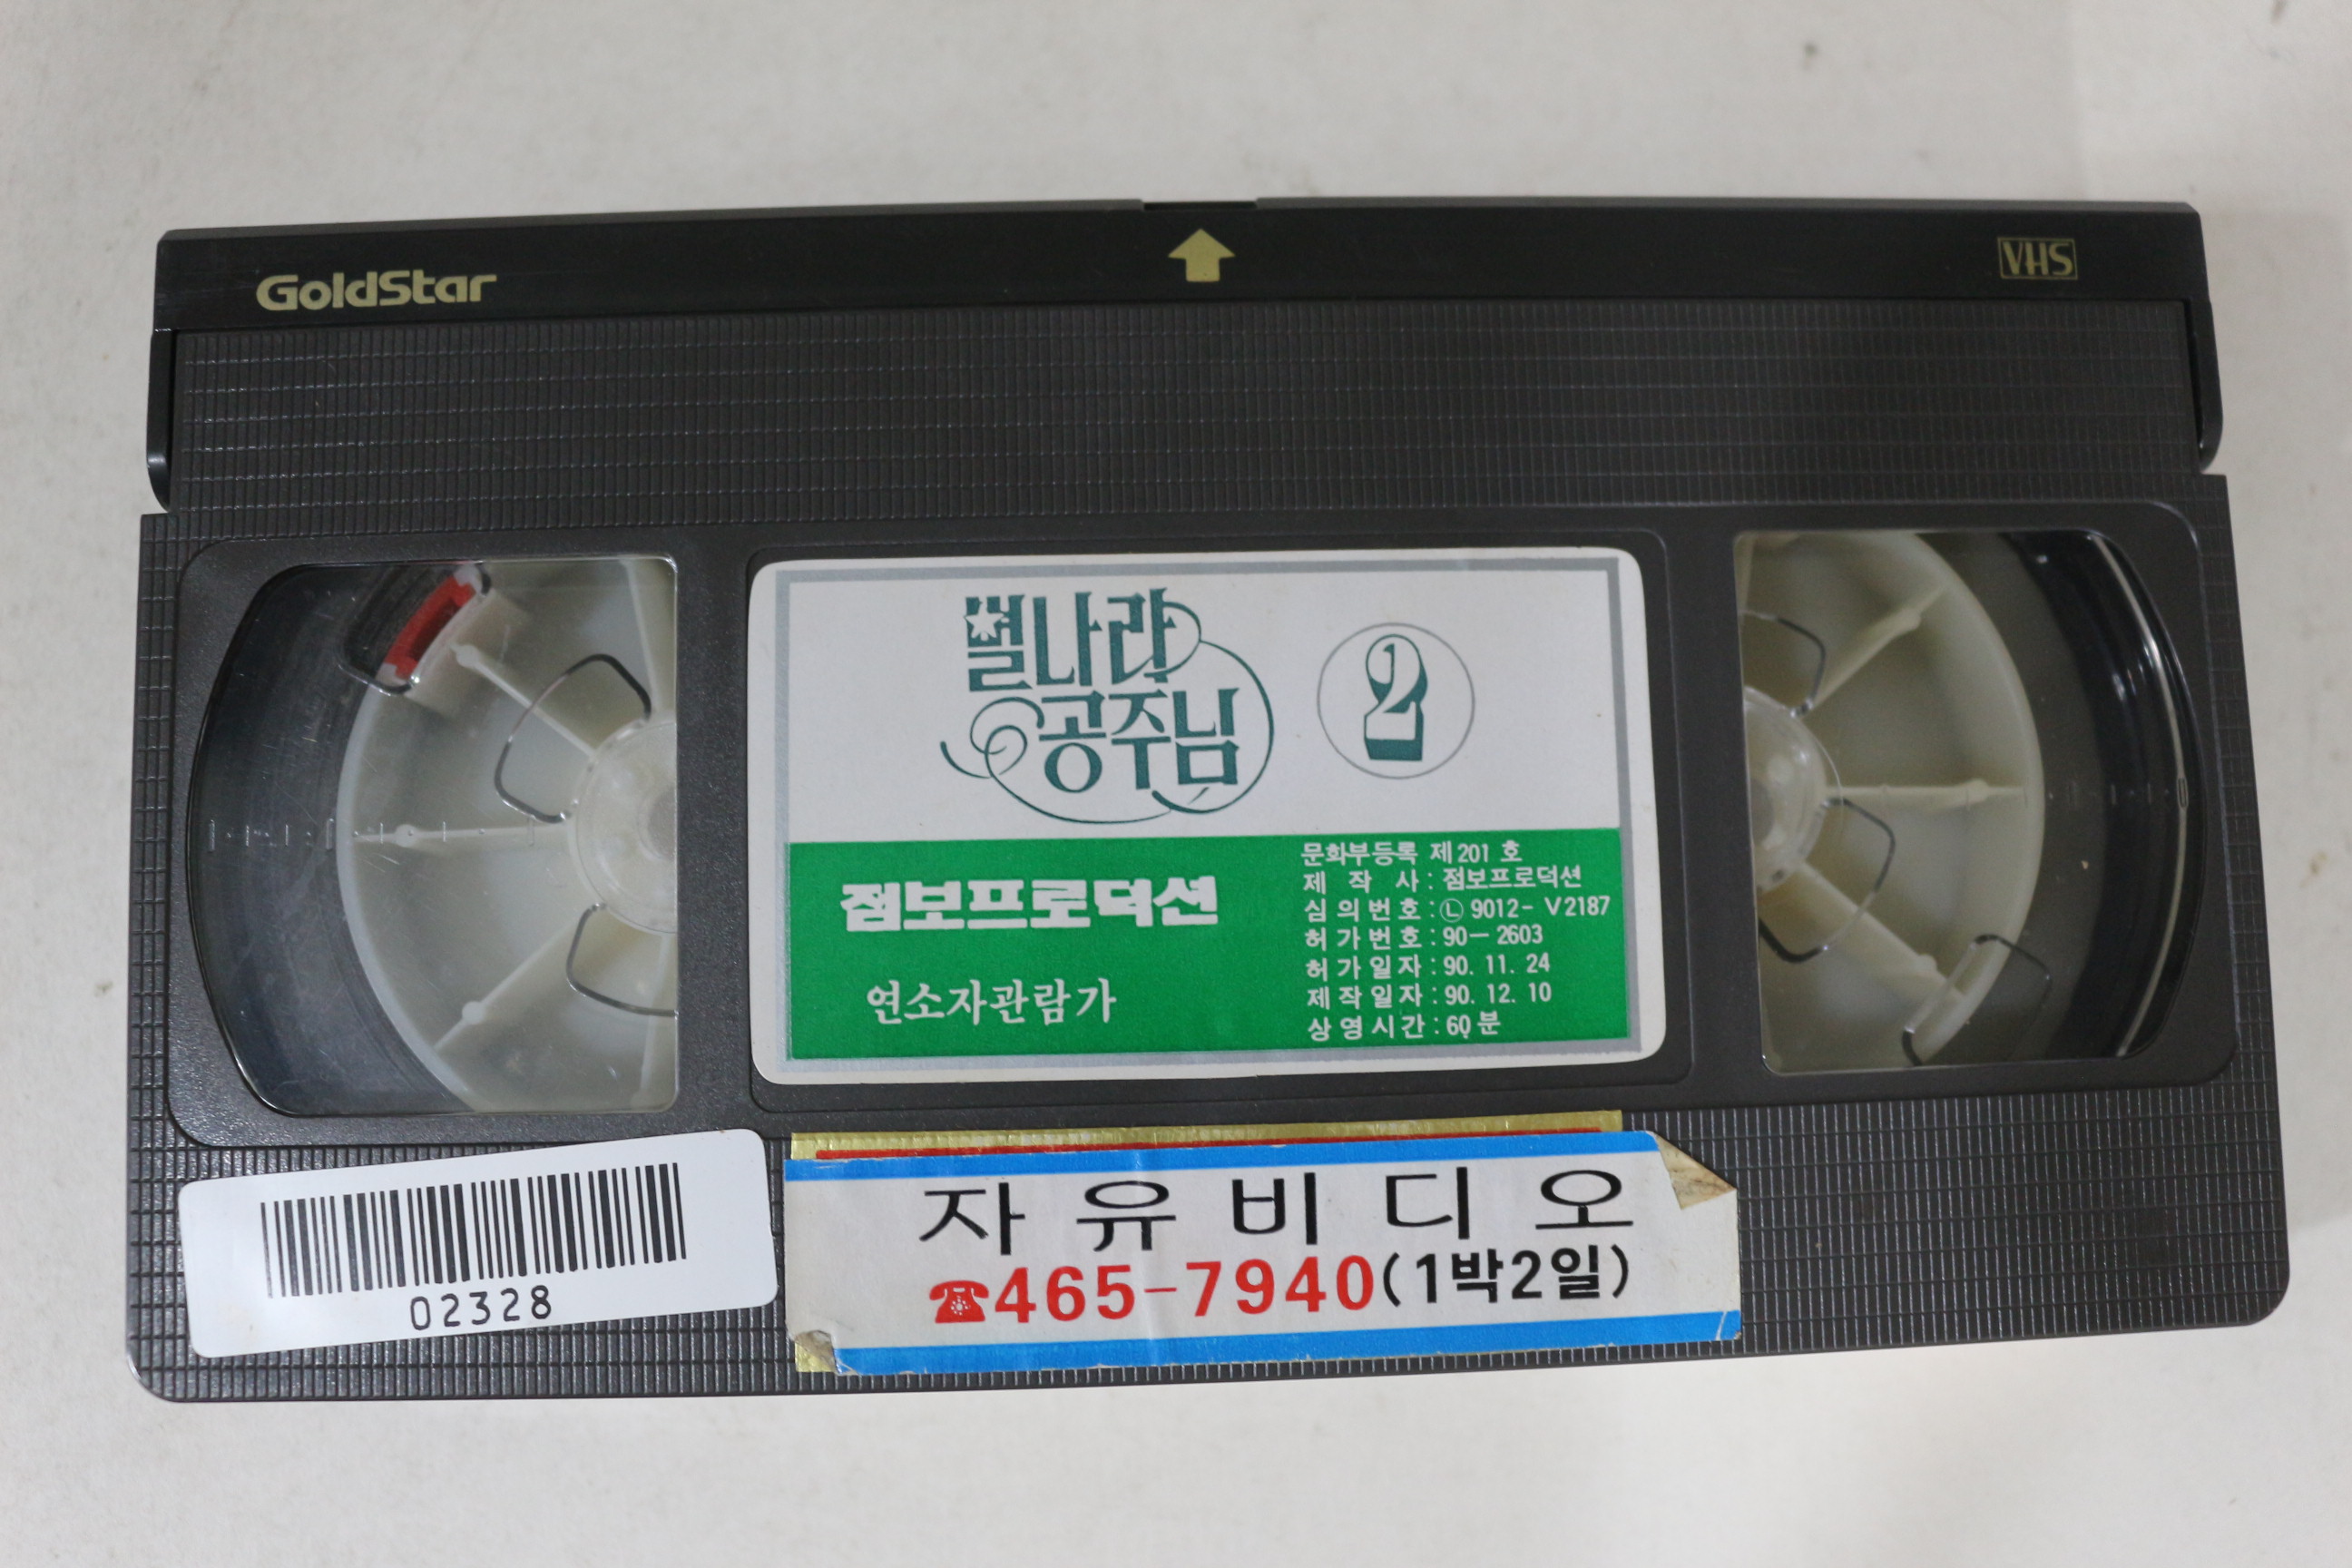 GoldStar
VHS
별나라
공주님
2
점보프로덕션
연소자관람가
문화부등록 제201호
제작사:점보프로덕션
심의번호:Ⓛ9012-V2187
허가번호:90-2603
허가일자:90.11.24
제작일자:90.12.10
상영시간:60분
02328
자유비디오
☎465-7940(1박2일)